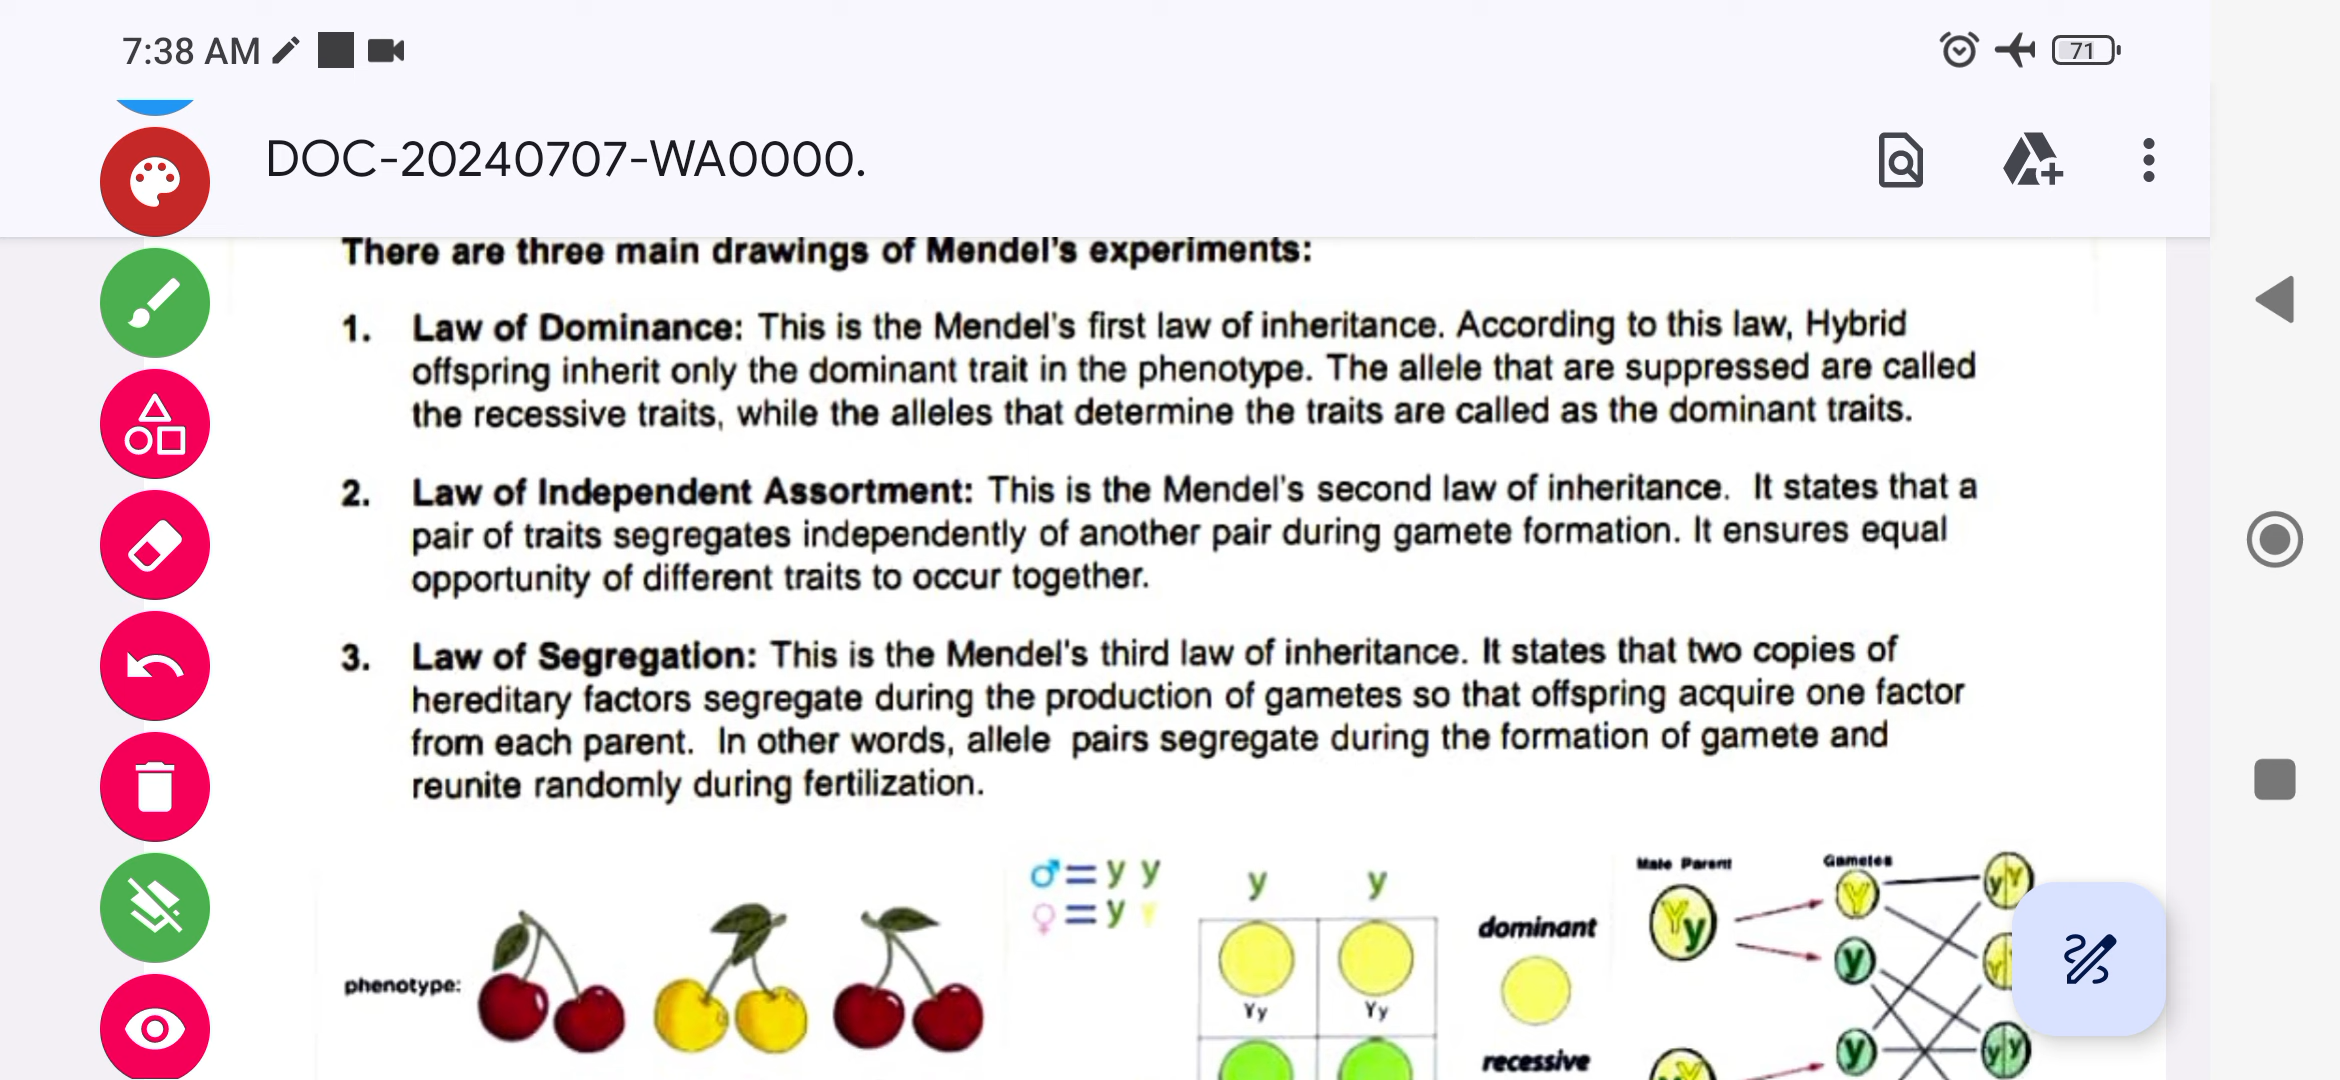 7:38 AM
71
DOC-20240707-WA0000.
There are three main drawings of Mendel's experiments:
1. Law of Dominance: This is the Mendel's first law of inheritance. According to this law, Hybrid
offspring inherit only the dominant trait in the phenotype. The allele that are suppressed are called
the recessive traits, while the alleles that determine the traits are called as the dominant traits.
2. Law of Independent Assortment: This is the Mendel's second law of inheritance. It states that a
pair of traits segregates independently of another pair during gamete formation. It ensures equal
opportunity of different traits to occur together.
3. Law of Segregation: This is the Mendel's third law of inheritance. It states that two copies of
hereditary factors segregate during the production of gametes so that offspring acquire one factor
from each parent. In other words, allele pairs segregate during the formation of gamete and
reunite randomly during fertilization.
phenotype:
♂ = y y
♀ = y
y y
Yy Yy
dominant
recessive
Male Parent
Gametes
Yy
Y
y
y
yY
yY